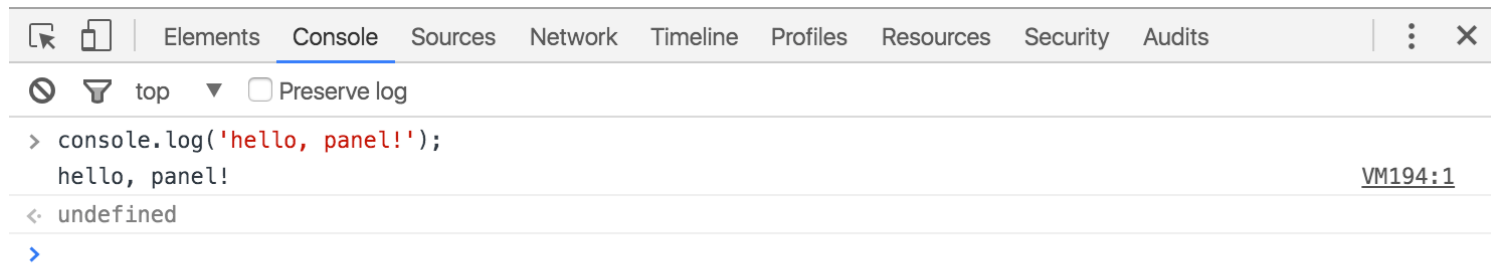 Elements Console Sources Network Timeline Profiles Resources Security Audits
top Preserve log
console.log('hello, panel!');
hello, panel! VM194:1
undefined